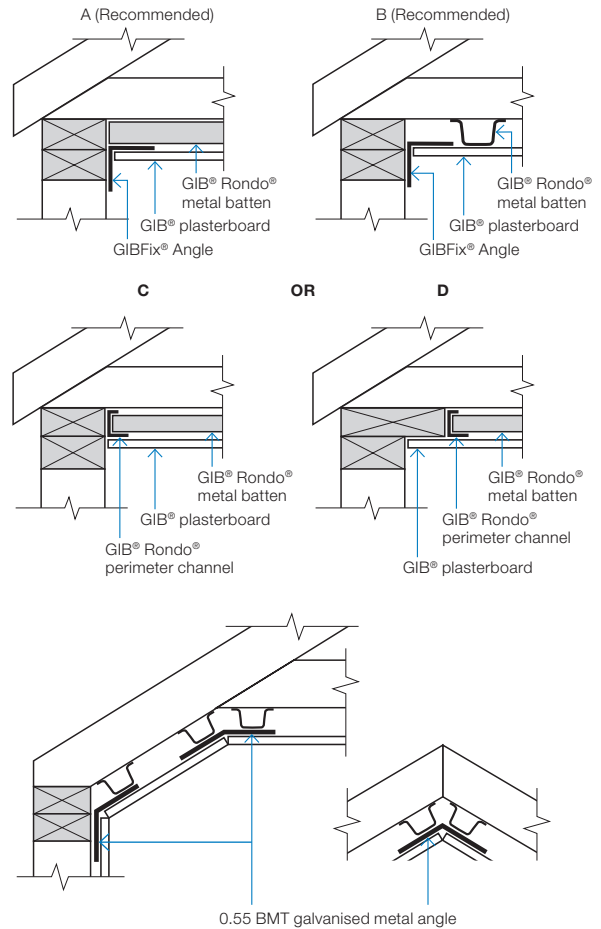 A (Recommended)
B (Recommended)
GIB® Rondo®
metal batten
GIB® plasterboard
GIBFix® Angle
GIB® Rondo®
metal batten
GIB® plasterboard
GIBFix® Angle
C
OR
D
GIB® Rondo®
metal batten
GIB® plasterboard
GIB® Rondo®
perimeter channel
GIB® Rondo®
metal batten
GIB® Rondo®
perimeter channel
GIB® plasterboard
0.55 BMT galvanised metal angle